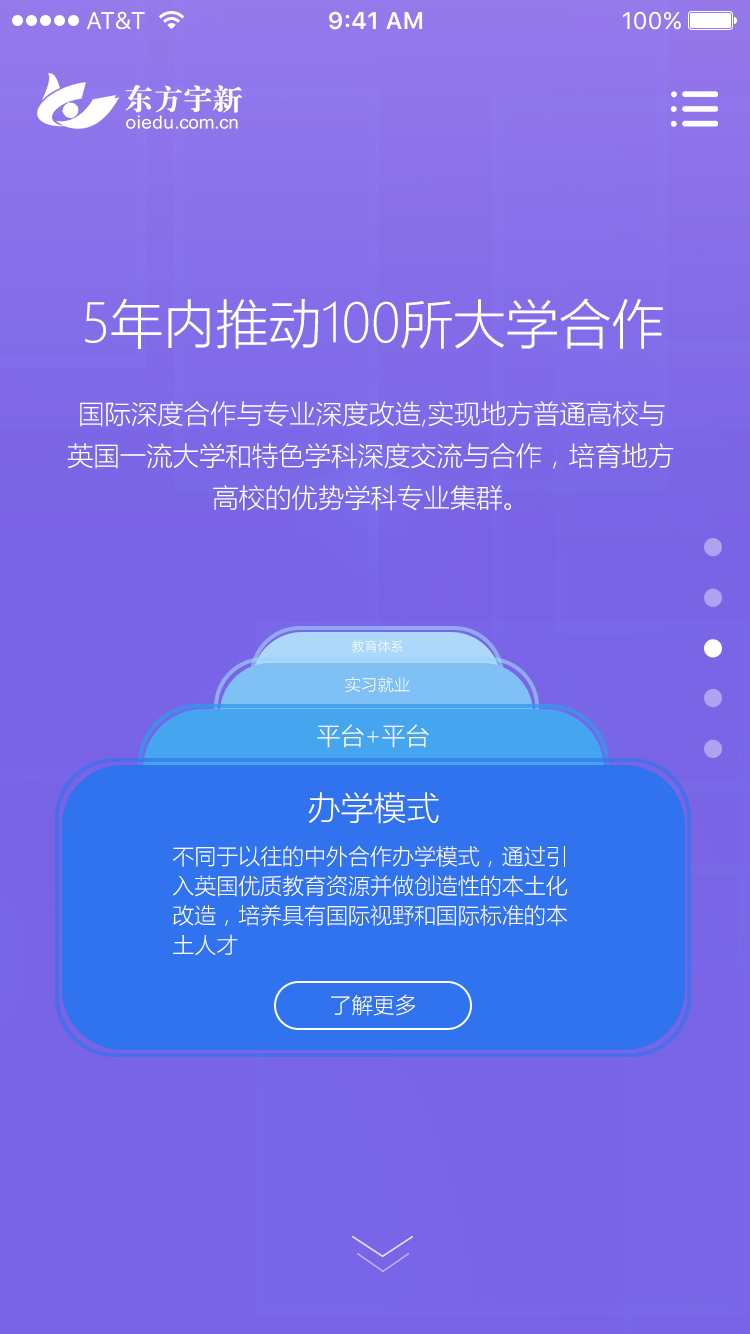 AT&T
9:41 AM
100%
东方宇新
oiedu.com.cn
5年内推动100所大学合作
国际深度合作与专业深度改造,实现地方普通高校与
英国一流大学和特色学科深度交流与合作，培育地方
高校的优势学科专业集群。
教育体系
实习就业
平台+平台
办学模式
不同于以往的中外合作办学模式，通过引
入英国优质教育资源并做创造性的本土化
改造，培养具有国际视野和国际标准的本
土人才
了解更多